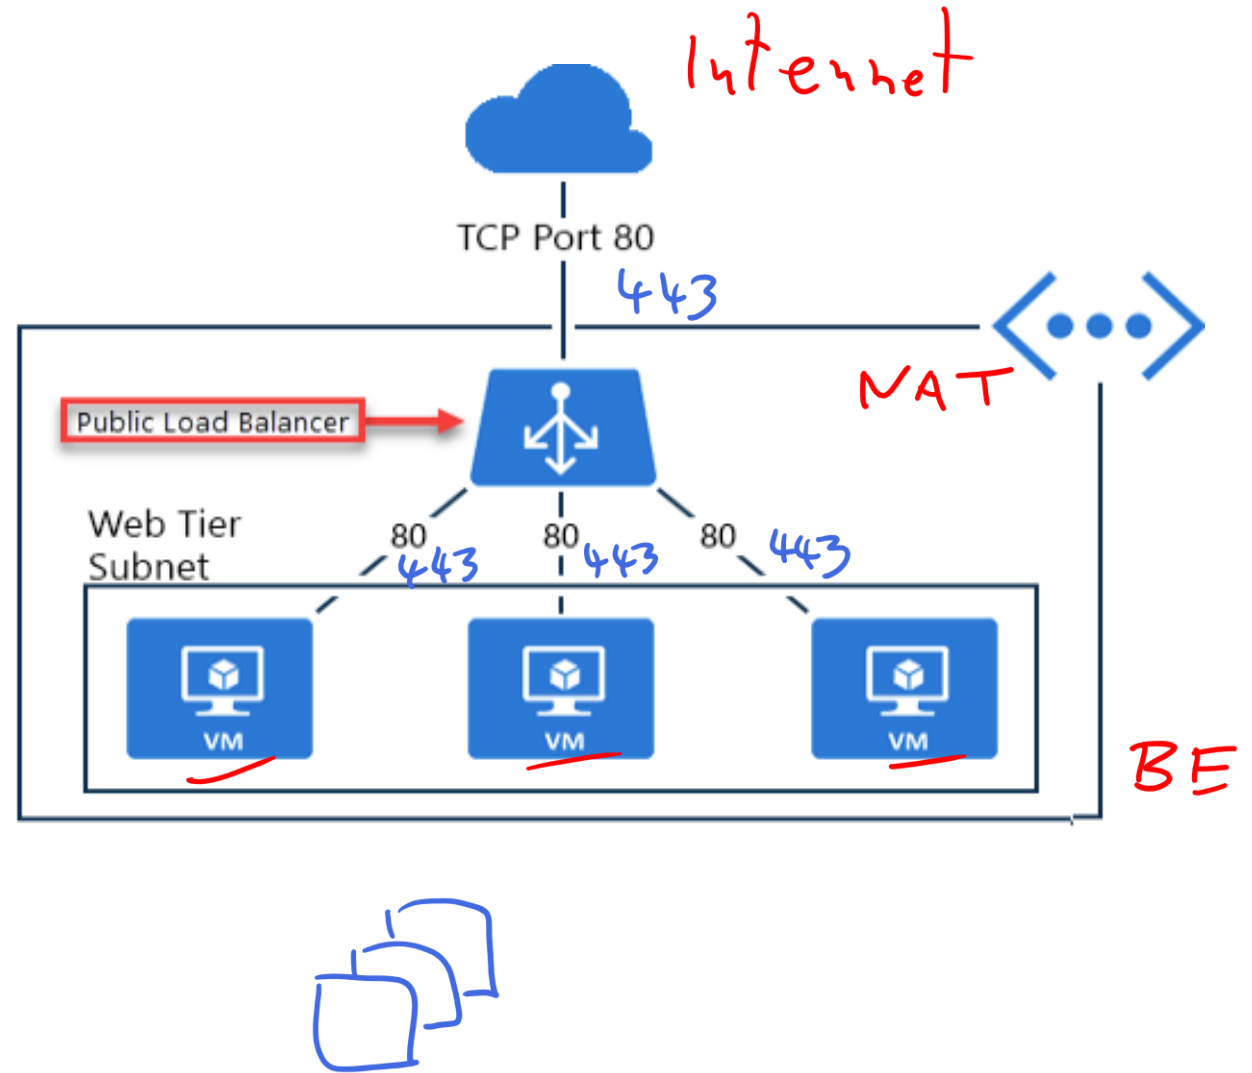 Internet
TCP Port 80
443
NAT
Public Load Balancer
Web Tier
Subnet
80
80
80
443
443
443
VM
VM
VM
BE